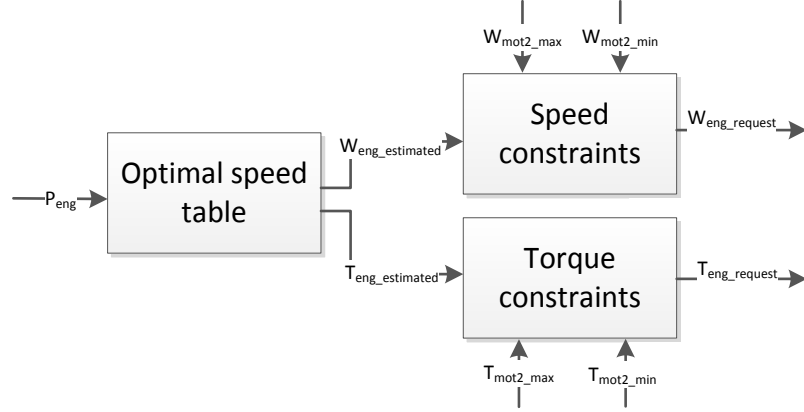 W_mot2_max W_mot2_min
Speed
constraints
W_eng_estimated
W_eng_request
Optimal speed
table
P_eng
Torque
constraints
T_eng_estimated
T_eng_request
T_mot2_max T_mot2_min